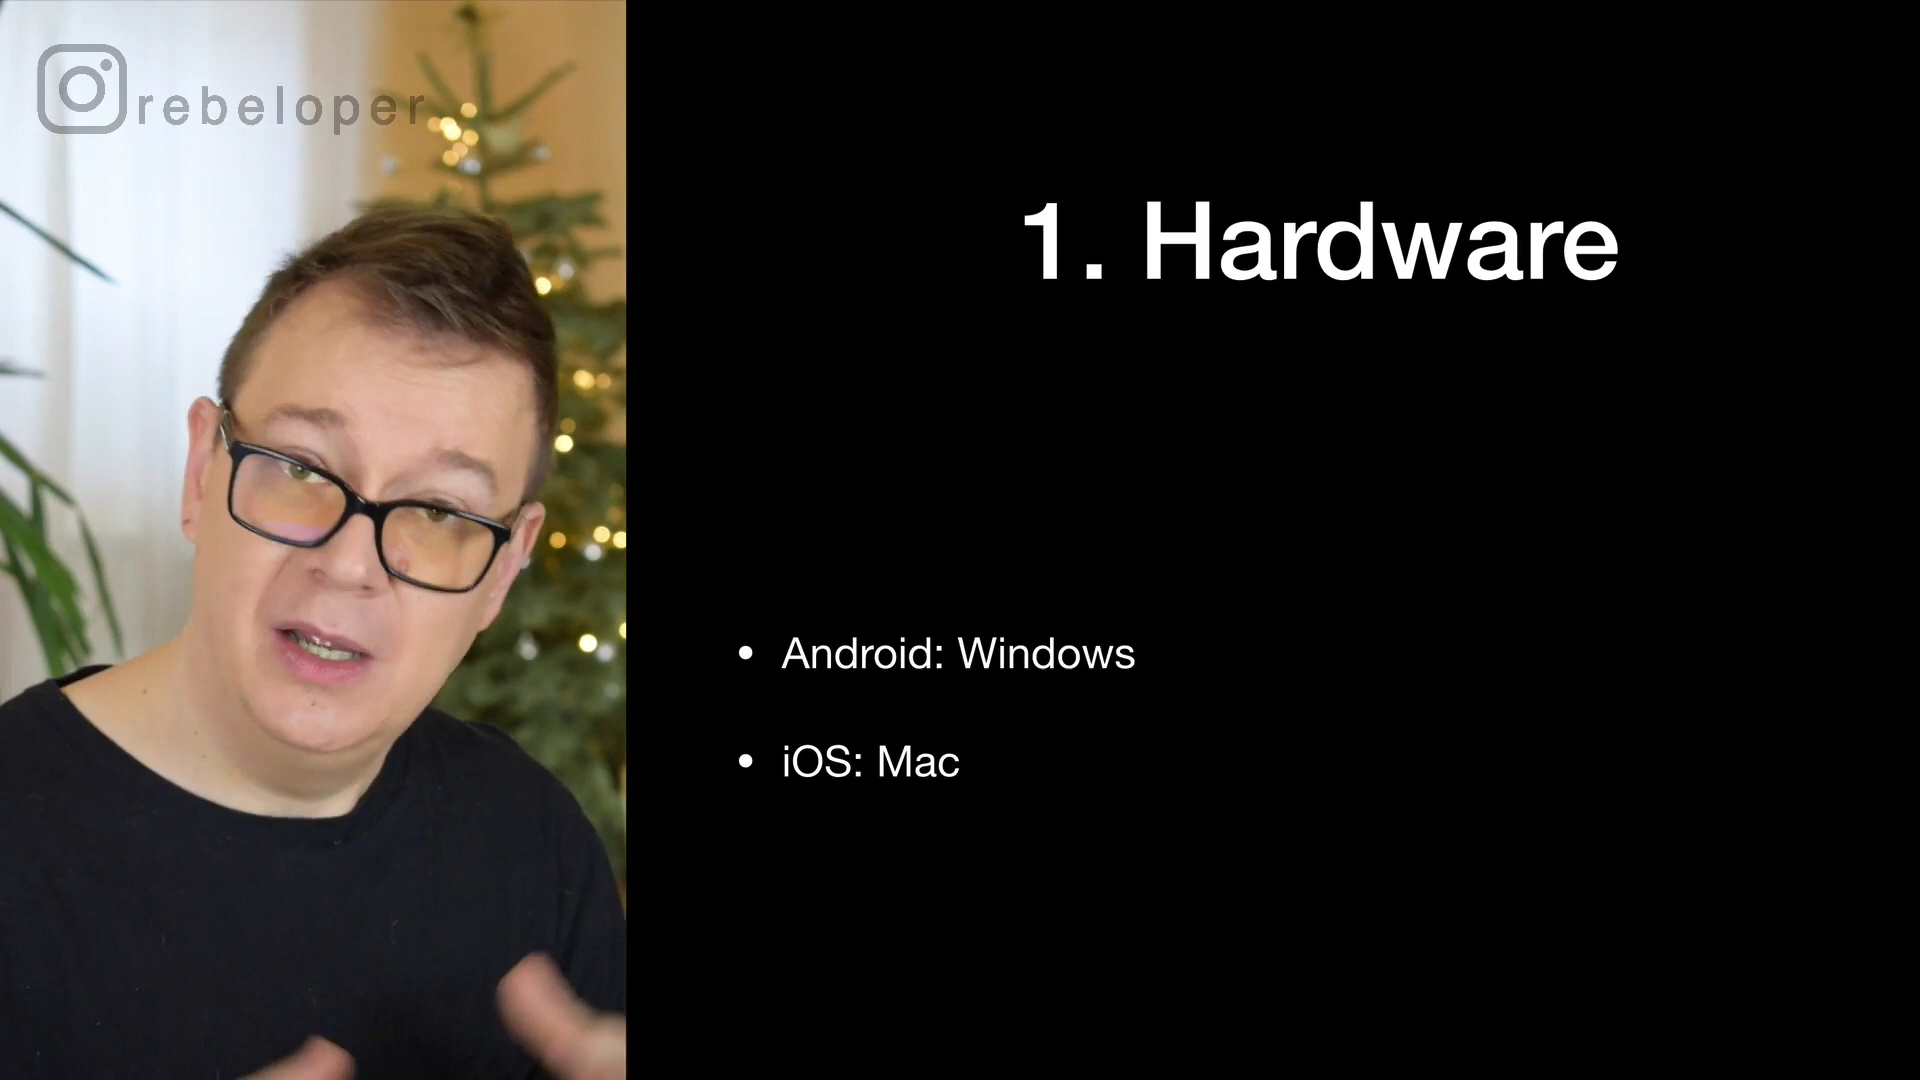 rebeloper
1. Hardware
• Android: Windows
• iOS: Mac